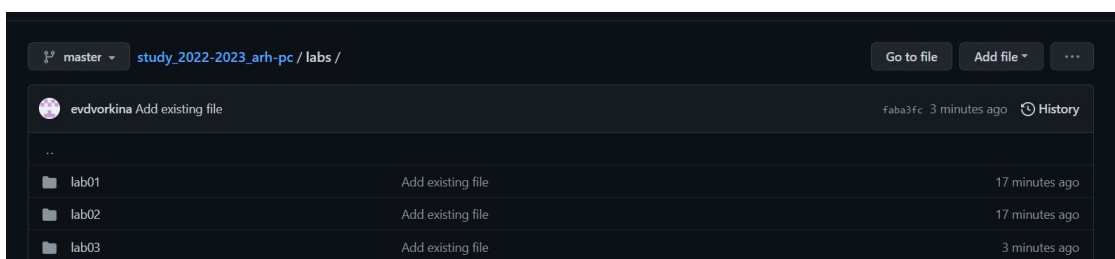 master study_2022-2023_arh-pc / labs / Go to file Add file ...
evdvorkina Add existing file faba3fc 3 minutes ago History
..
lab01 Add existing file 17 minutes ago
lab02 Add existing file 17 minutes ago
lab03 Add existing file 3 minutes ago